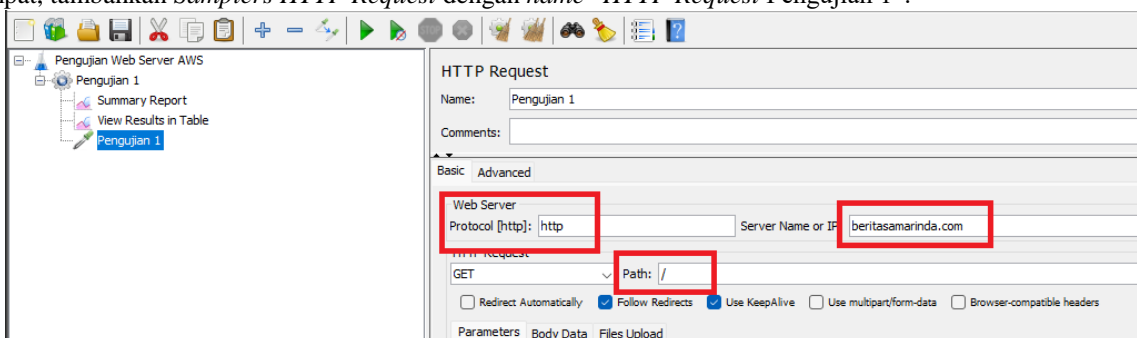 pat, tambahkan Samplers HTTP Request dengan name "HTTP Request Pengujian 1".
Pengujian Web Server AWS
Pengujian 1
Summary Report
View Results in Table
Pengujian 1
HTTP Request
Name: Pengujian 1
Comments:
Basic Advanced
Web Server
Protocol [http]: http Server Name or IP beritasamarinda.com
HTTP Request
GET Path: /
Redirect Automatically Follow Redirects Use KeepAlive Use multipart/form-data Browser-compatible headers
Parameters Body Data Files Upload